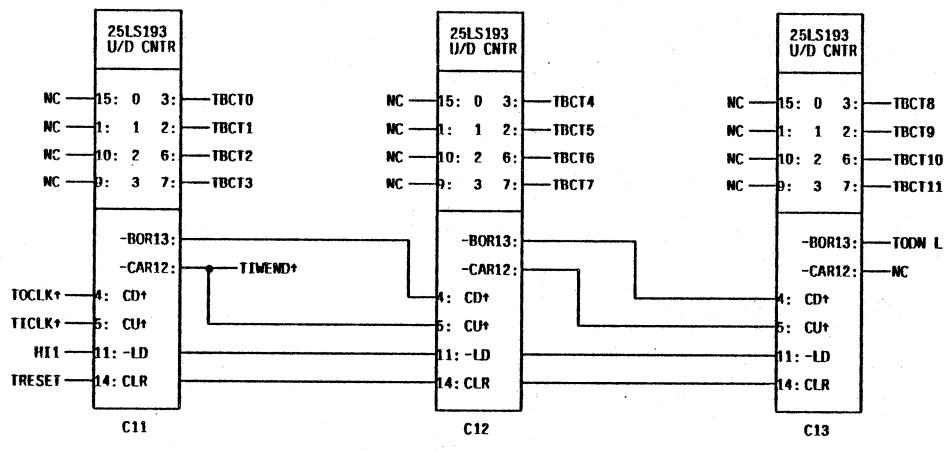 25LS193 25LS193 25LS193
U/D CNTR U/D CNTR U/D CNTR
NC 15: 0 3: TBCT0 NC 15: 0 3: TBCT4 NC 15: 0 3: TBCT8
NC 1: 1 2: TBCT1 NC 1: 1 2: TBCT5 NC 1: 1 2: TBCT9
NC 10: 2 6: TBCT2 NC 10: 2 6: TBCT6 NC 10: 2 6: TBCT10
NC 9: 3 7: TBCT3 NC 9: 3 7: TBCT7 NC 9: 3 7: TBCT11
-BOR13: -BOR13: -BOR13: TODN L
-CAR12: TIWEND↑ -CAR12: -CAR12: NC
TOCLK↑ 4: CD↑ 4: CD↑ 4: CD↑
TICLK↑ 5: CU↑ 5: CU↑ 5: CU↑
HI1 11: -LD 11: -LD 11: -LD
TRESET 14: CLR 14: CLR 14: CLR
C11 C12 C13